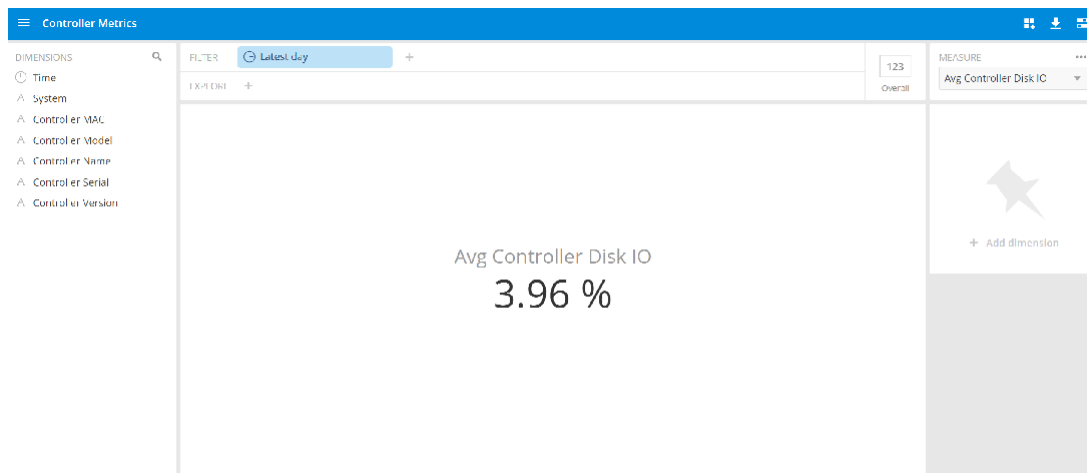 Controller Metrics
DIMENSIONS
Time
System
Controller MAC
Controller Model
Controller Name
Controller Serial
Controller Version
FILTER
Latest day
+
EXPLORE +
123
Overall
MEASURE
Avg Controller Disk IO
+ Add dimension
Avg Controller Disk IO
3.96 %